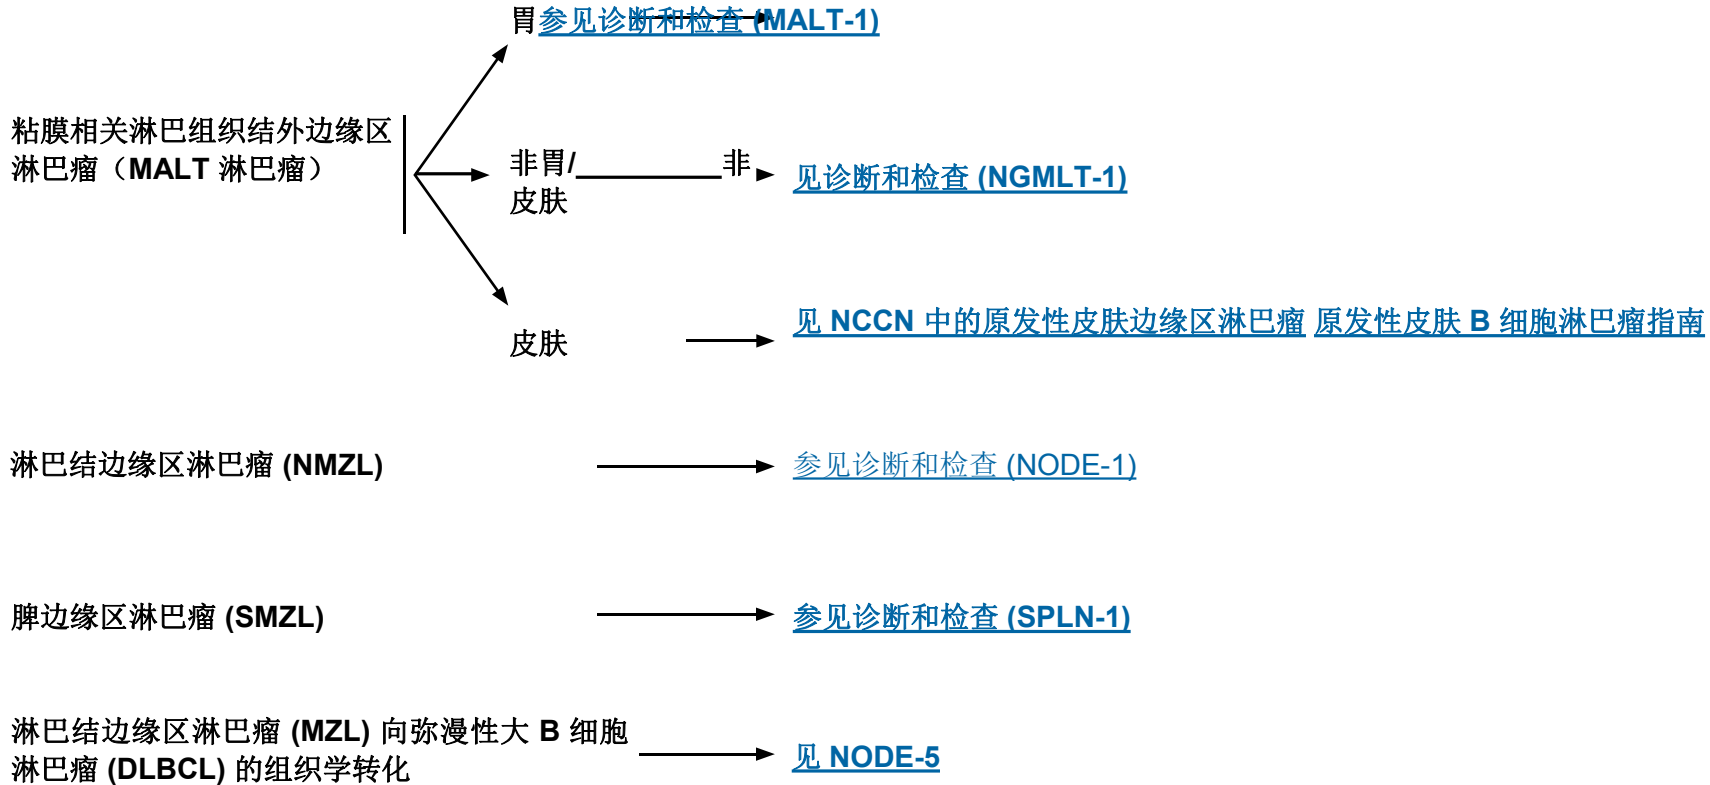 胃参见诊断和检查 (MALT-1)
粘膜相关淋巴组织结外边缘区
淋巴瘤（MALT 淋巴瘤）
非胃/ 非
皮肤
见诊断和检查 (NGMLT-1)
皮肤
见 NCCN 中的原发性皮肤边缘区淋巴瘤 原发性皮肤 B 细胞淋巴瘤指南
淋巴结边缘区淋巴瘤 (NMZL)
参见诊断和检查 (NODE-1)
脾边缘区淋巴瘤 (SMZL)
参见诊断和检查 (SPLN-1)
淋巴结边缘区淋巴瘤 (MZL) 向弥漫性大 B 细胞
淋巴瘤 (DLBCL) 的组织学转化
见 NODE-5